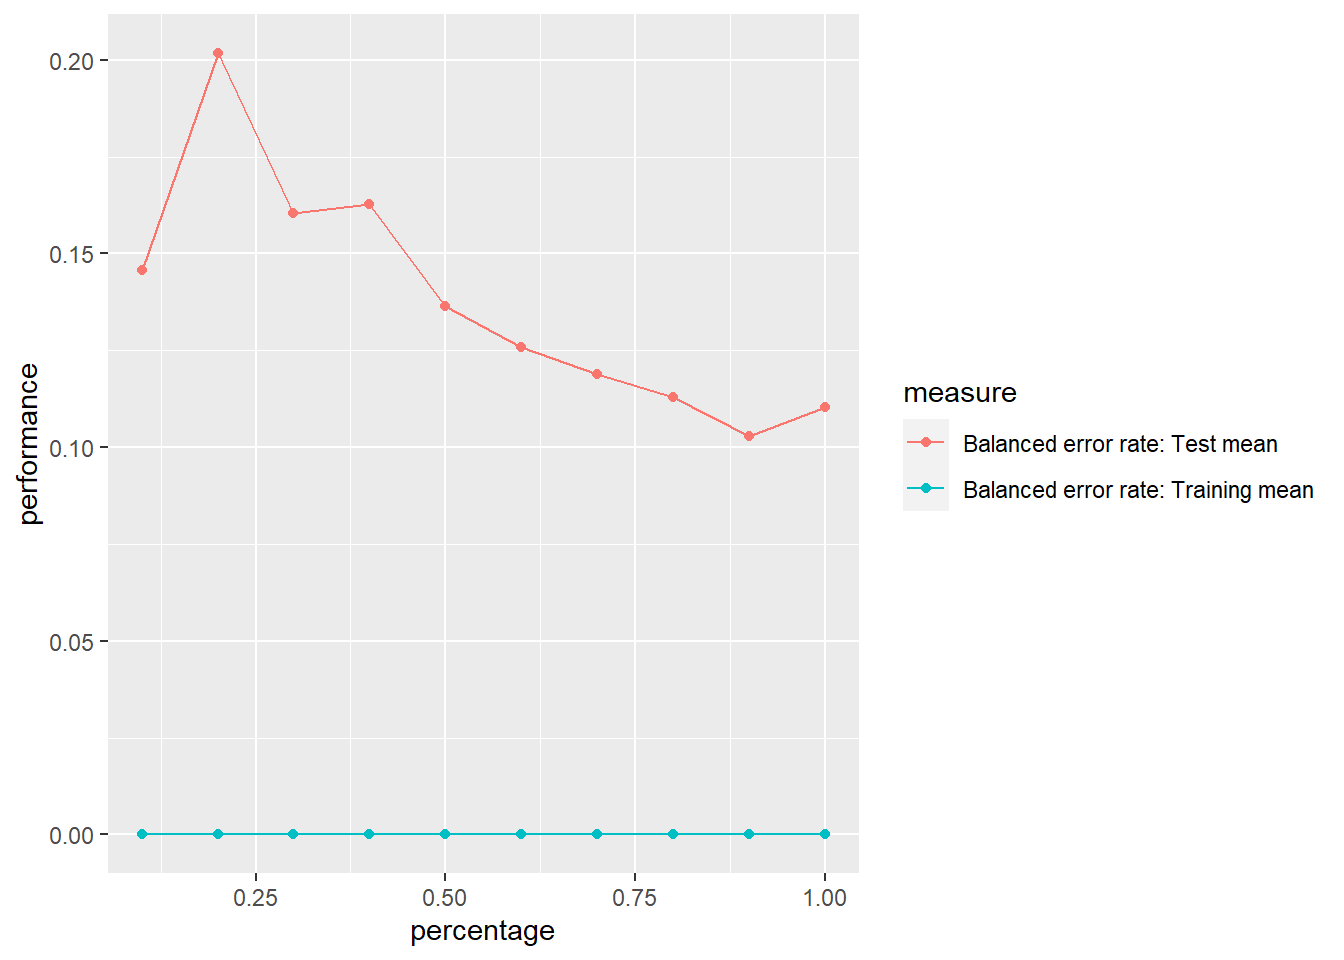 0.20
0.15
0.10
0.05
0.00
performance
0.25
0.50
0.75
1.00
percentage
measure
Balanced error rate: Test mean
Balanced error rate: Training mean